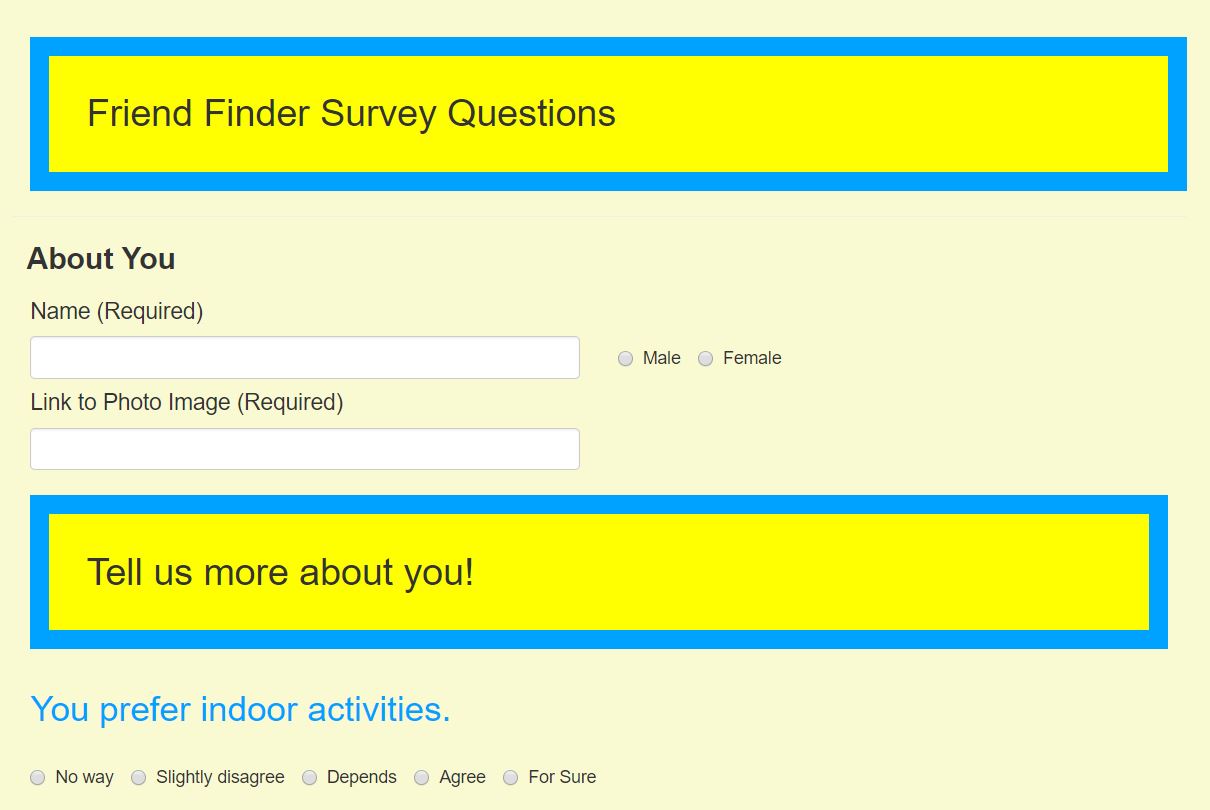 Friend Finder Survey Questions
About You
Name (Required)
Male Female
Link to Photo Image (Required)
Tell us more about you!
You prefer indoor activities.
No way Slightly disagree Depends Agree For Sure